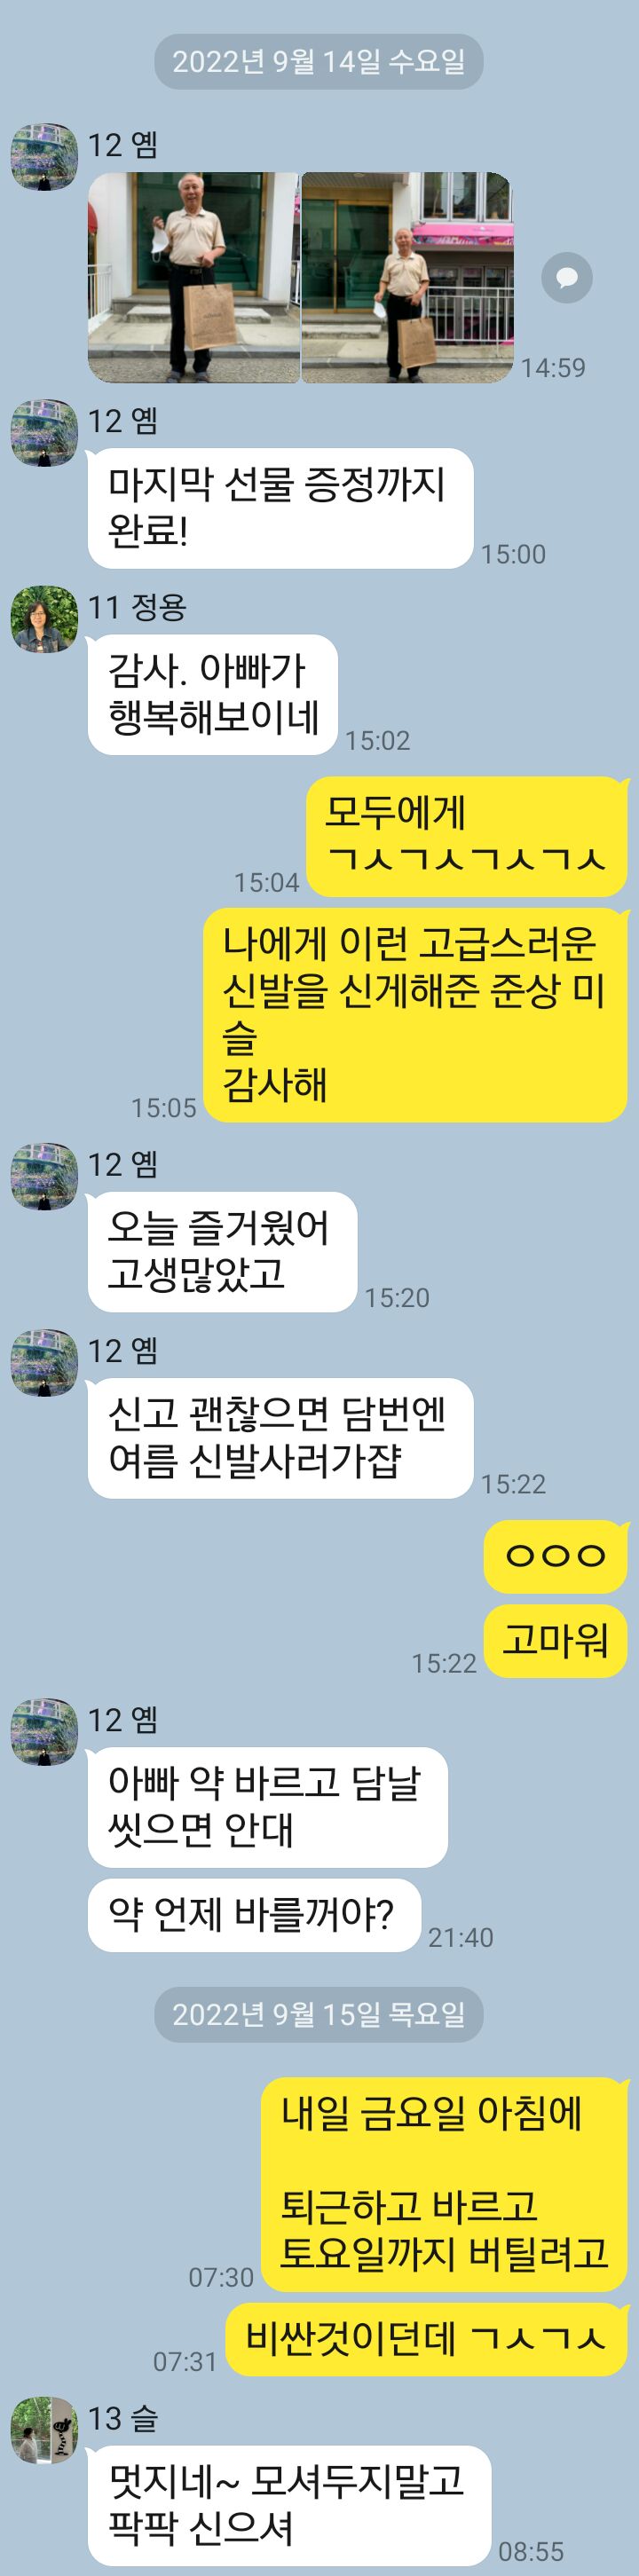 2022년 9월 14일 수요일
12 옘
14:59
12 옘
마지막 선물 증정까지
완료!
15:00
11 정용
감사. 아빠가
행복해보이네
15:02
모두에게
ㄱㅅㄱㅅㄱㅅㄱㅅ
15:04
나에게 이런 고급스러운
신발을 신게해준 준상 미
슬
감사해
15:05
12 옘
오늘 즐거웠어
고생많았고
15:20
12 옘
신고 괜찮으면 담번엔
여름 신발사러가쟙
15:22
ㅇㅇㅇ
고마워
15:22
12 옘
아빠 약 바르고 담날
씻으면 안대
약 언제 바를꺼야?
21:40
2022년 9월 15일 목요일
내일 금요일 아침에
퇴근하고 바르고
토요일까지 버틸려고
07:30
비싼것이던데 ㄱㅅㄱㅅ
07:31
13 슬
멋지네~ 모셔두지말고
팍팍 신으셔
08:55